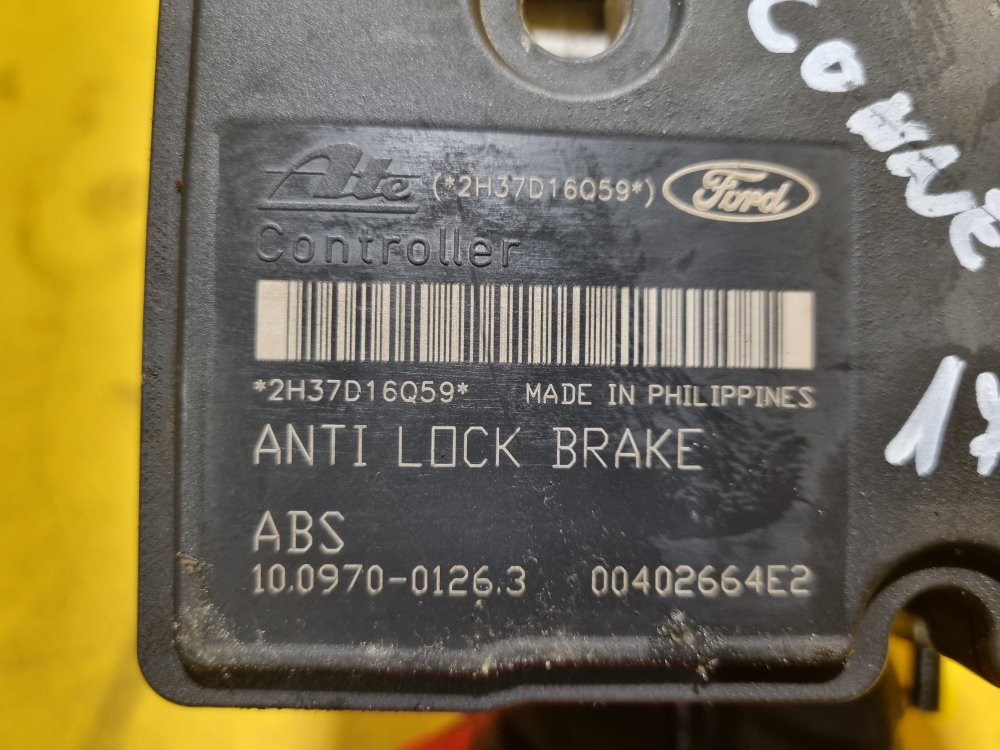 Ate (*2H37D16Q59*) Ford
Controller
*2H37D16Q59* MADE IN PHILIPPINES
ANTI LOCK BRAKE
ABS
10.0970-0126.3 00402664E2